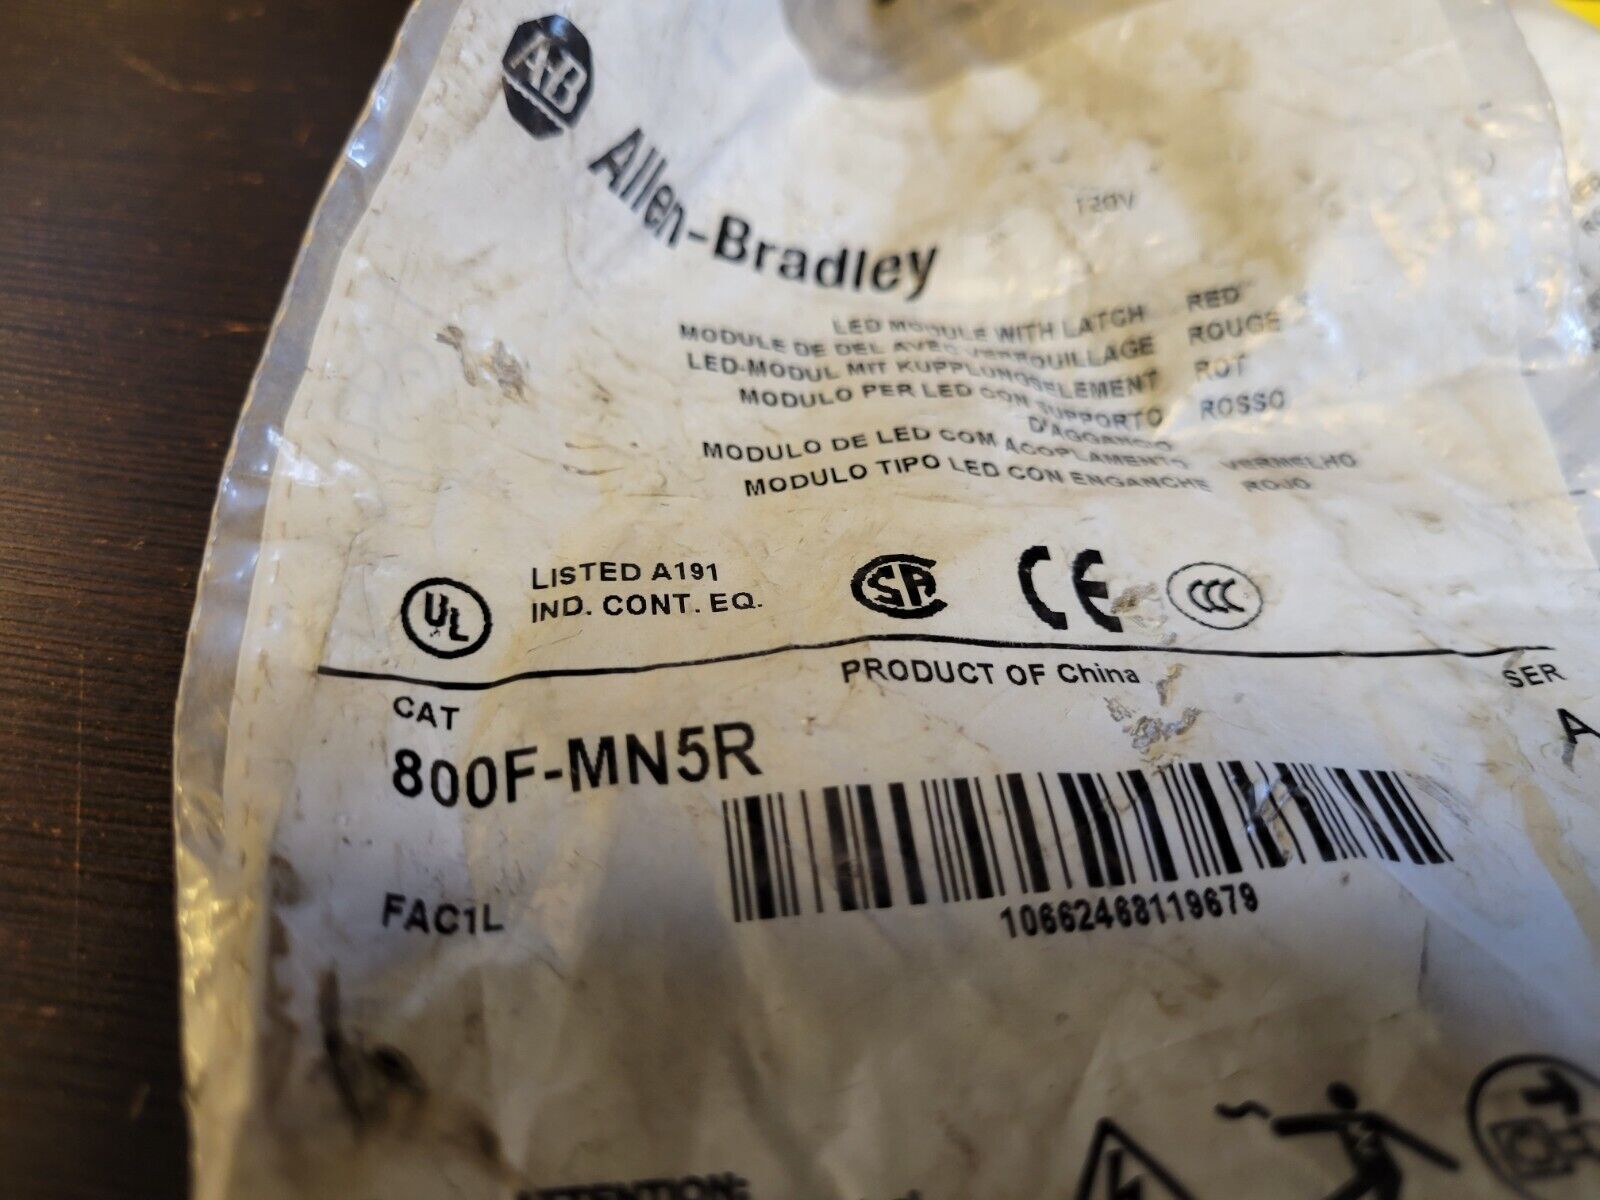 A-B
Allen-Bradley
120V
LED MODULE WITH LATCH RED
MODULE DE DEL AVEC VERROUILLAGE ROUGE
LED-MODUL MIT KUPPLUNGSELEMENT ROT
MODULO PER LED CON SUPPORTO ROSSO
D'AGGANCIO
MODULO DE LED COM ACOPLAMENTO VERMELHO
MODULO TIPO LED CON ENGANCHE ROJO
UL LISTED A191
IND. CONT. EQ.
SA CE CCC
PRODUCT OF China
CAT SER
800F-MN5R A
FAC1L
10662468119679
ATTENTION: